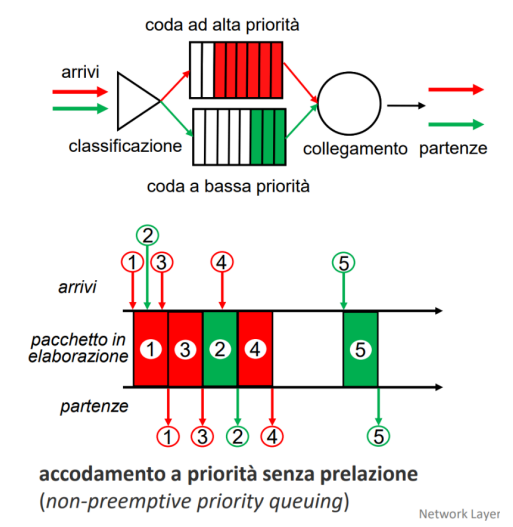 coda ad alta priorità
arrivi
classificazione
collegamento
partenze
coda a bassa priorità
2
1 3 4 5
arrivi
pacchetto in
elaborazione
1 3 2 4 5
partenze
1 3 2 4 5
accodamento a priorità senza prelazione
(non-preemptive priority queuing)
Network Layer